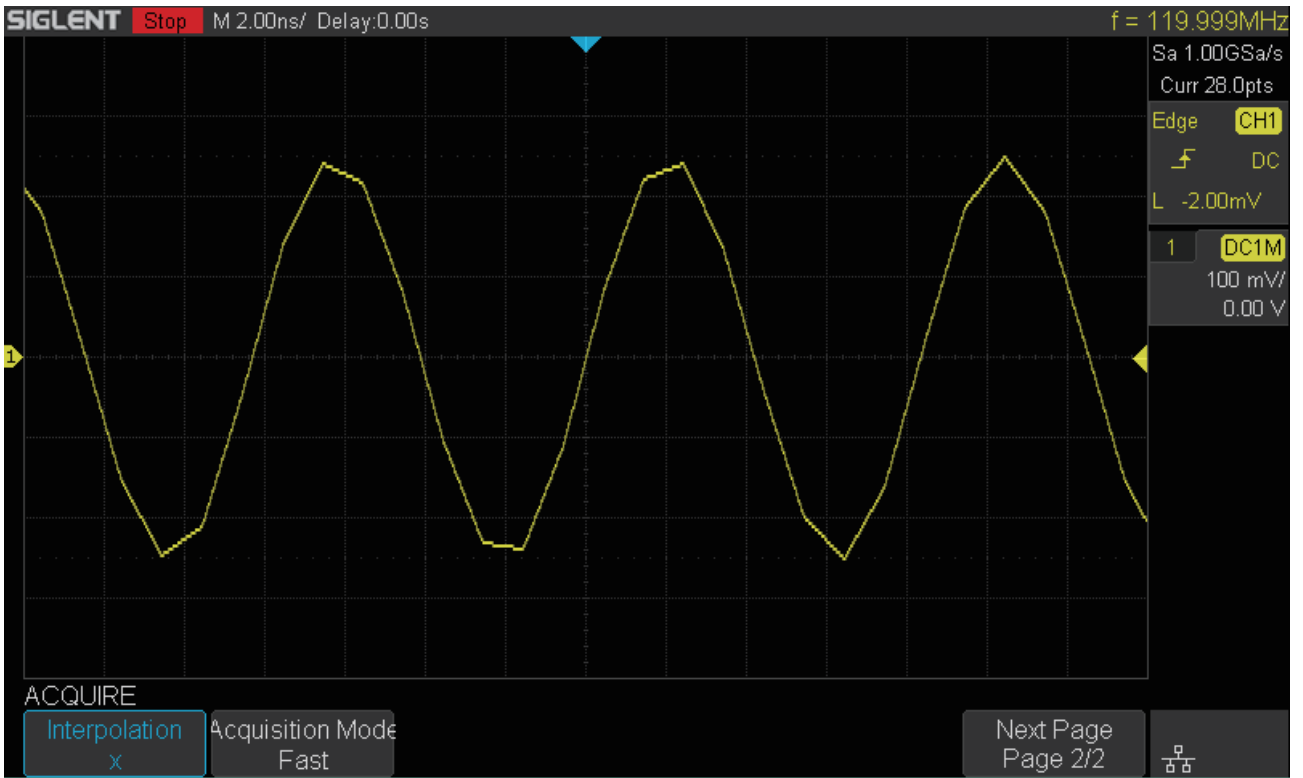 SIGLENT Stop M 2.00ns/ Delay:0.00s f = 119.999MHz
Sa 1.00GSa/s
Curr 28.0pts
Edge CH1
DC
L -2.00mV
1 DC1M
100 mV/
0.00 V
1
ACQUIRE
Interpolation
x
Acquisition Mode
Fast
Next Page
Page 2/2